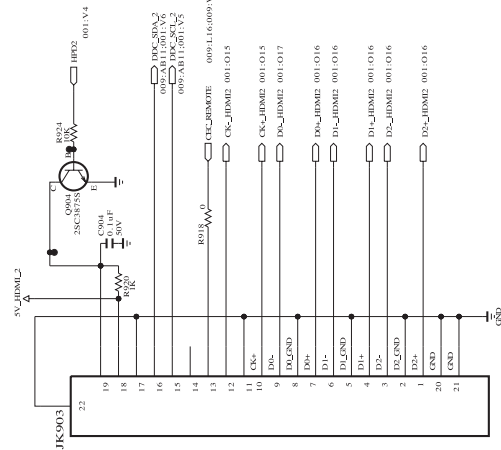 HPD2
001:V4
R924
10K
B
C
E
Q904
2SC3875S
C904
0.1uF
50V
5V_HDMI_2
R920
1K
DDC_SDA_2
009:AB11;001:V6
DDC_SCL_2
009:AB11;001:V5
CEC_REMOTE
R918
0
CK-_HDMI2 001:O15
CK+_HDMI2 001:O15
D0-_HDMI2 001:O17
D0+_HDMI2 001:O16
D1-_HDMI2 001:O16
D1+_HDMI2 001:O16
D2-_HDMI2 001:O16
D2+_HDMI2 001:O16
JK903
22
19
18
17
16
15
14
13
12
11
CK+
10
D0-
9
D0_GND
8
D0+
7
D1-
6
D1_GND
5
D1+
4
D2-
3
D2_GND
2
D2+
1
GND
20
GND
21
GND